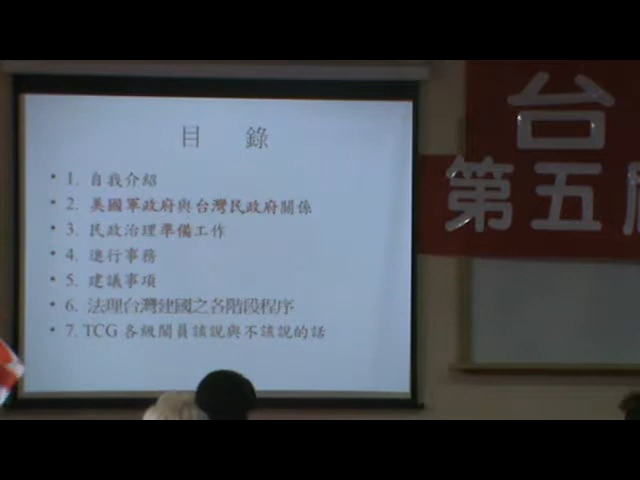 目 錄
• 1. 自我介紹
• 2. 美國軍政府與台灣民政府關係
• 3. 民政治理準備工作
• 4. 進行事務
• 5. 建議事項
• 6. 法理台灣建國之各階段程序
• 7. TCG 各級閣員該說與不該說的話
台
第五屆